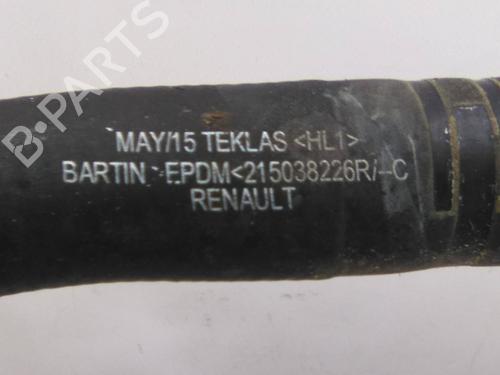 MAY/15 TEKLAS <HL1>
BARTIN :EPDM<215038226R/--C
RENAULT
B-PARTS